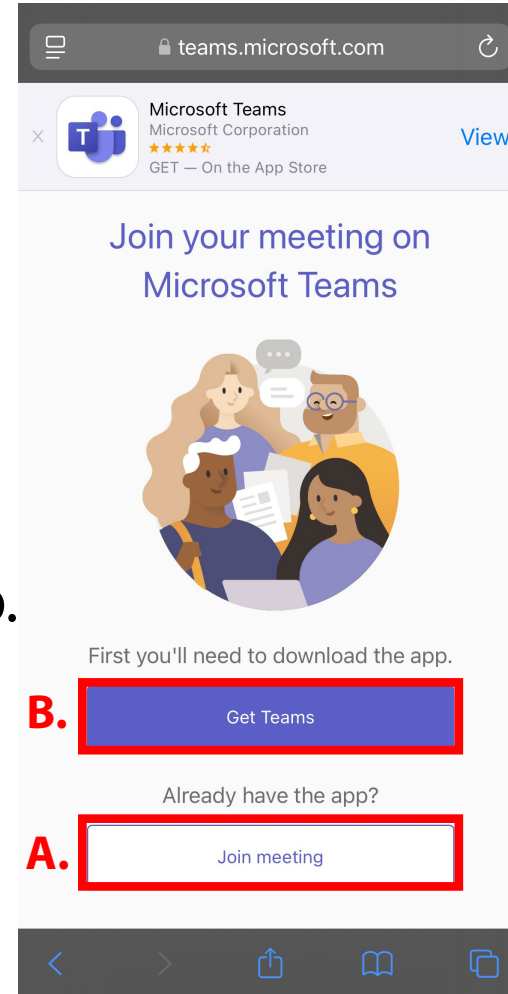 teams.microsoft.com
Microsoft Teams
Microsoft Corporation
GET — On the App Store
View
Join your meeting on
Microsoft Teams
).
First you'll need to download the app.
B.
Get Teams
Already have the app?
A.
Join meeting